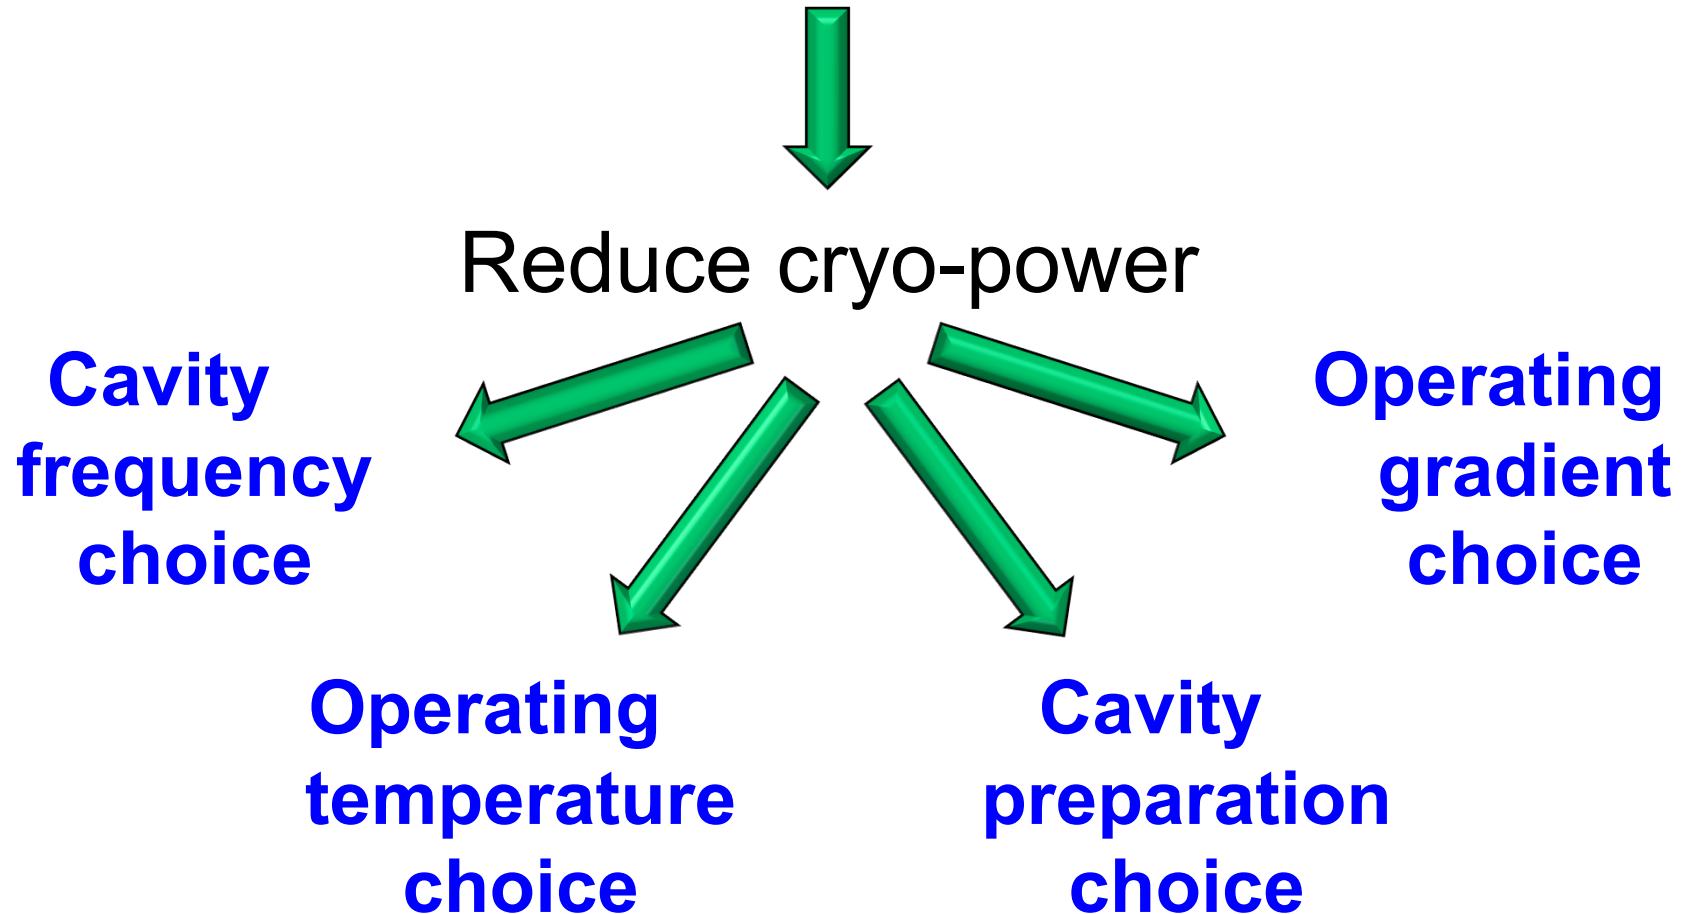 Reduce cryo-power
Cavity
frequency
choice
Operating
temperature
choice
Cavity
preparation
choice
Operating
gradient
choice